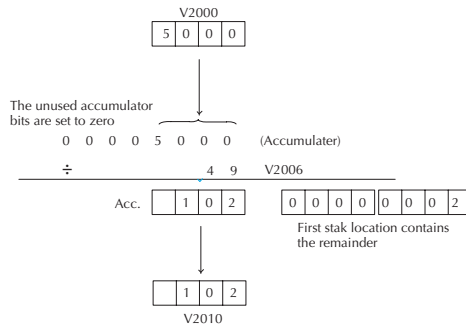 V2000
5 0 0 0
The unused accumulator
bits are set to zero
0 0 0 0 5 0 0 0 (Accumulater)
÷ 4 9 V2006
Acc. 1 0 2 0 0 0 0 0 0 0 2
First stak location contains
the remainder
1 0 2
V2010